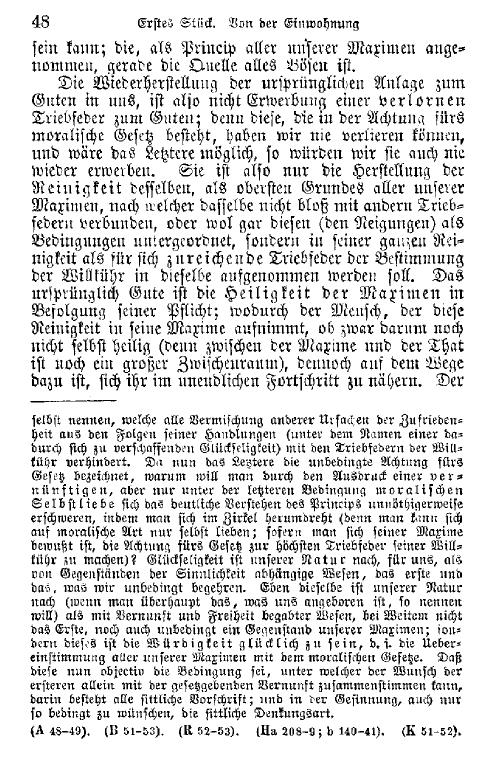 48 Erstes Stück. Von der Einwohnung
sein kann; die, als Princip aller unserer Maximen ange-
nommen, gerade die Quelle alles Bösen ist.
Die Wiederherstellung der ursprünglichen Anlage zum
Guten in uns, ist also nicht Erwerbung einer verlornen
Triebfeder zum Guten; denn diese, die in der Achtung fürs
moralische Gesetz besteht, haben wir nie verlieren können,
und wäre das Letztere möglich, so würden wir sie auch nie
wieder erwerben. Sie ist also nur die Herstellung der
Reinigkeit desselben, als obersten Grundes aller unserer
Maximen, nach welcher dasselbe nicht bloß mit andern Trieb-
federn verbunden, oder wol gar diesen (den Neigungen) als
Bedingungen untergeordnet, sondern in seiner ganzen Rei-
nigkeit als für sich zureichende Triebfeder der Bestimmung
der Willkühr in dieselbe aufgenommen werden soll. Das
ursprünglich Gute ist die Heiligkeit der Maximen in
Befolgung seiner Pflicht; wodurch der Mensch, der diese
Reinigkeit in seine Maxime aufnimmt, ob zwar darum noch
nicht selbst heilig (denn zwischen der Maxime und der That
ist noch ein großer Zwischenraum), dennoch auf dem Wege
dazu ist, sich ihr im unendlichen Fortschritt zu nähern. Der
selbst nennen, welche alle Vermischung anderer Ursachen der Zufrieden-
heit aus den Folgen seiner Handlungen (unter dem Namen einer da-
durch sich zu verschaffenden Glückseligkeit) mit den Triebfedern der Will-
kühr verhindert. Da nun das Letztere die unbedingte Achtung fürs
Gesetz bezeichnet, warum will man durch den Ausdruck einer ver-
nünftigen, aber nur unter der letzteren Bedingung moralischen
Selbstliebe sich das deutliche Verstehen des Princips unnöthigerweise
erschweren, indem man sich im Zirkel herumdreht (denn man kann sich
auf moralische Art nur selbst lieben; sofern man sich seiner Maxime
bewußt ist, die Achtung fürs Gesetz zur höchsten Triebfeder seiner Will-
kühr zu machen)? Glückseligkeit ist unserer Natur nach, für uns, als
von Gegenständen der Sinnlichkeit abhängige Wesen, das erste und
das, was wir unbedingt begehren. Eben dieselbe ist unserer Natur
nach (wenn man überhaupt das, was uns angeboren ist, so nennen
will) als mit Vernunft und Freiheit begabter Wesen, bei Weitem nicht
das Erste, noch auch unbedingt ein Gegenstand unserer Maximen; son-
dern dieses ist die Würdigkeit glücklich zu sein, d. i. die Ueber-
einstimmung aller unserer Maximen mit dem moralischen Gesetze. Daß
diese nun objectiv die Bedingung sei, unter welcher der Wunsch der
ersteren allein mit der gesetzgebenden Vernunft zusammenstimmen kann,
darin besteht alle sittliche Vorschrift; und in der Gesinnung, auch nur
so bedingt zu wünschen, die sittliche Denkungsart.
(A 48-49). (B 51-53). (R 52-53). (Ha 208-9; b 140-41). (K 51-52).